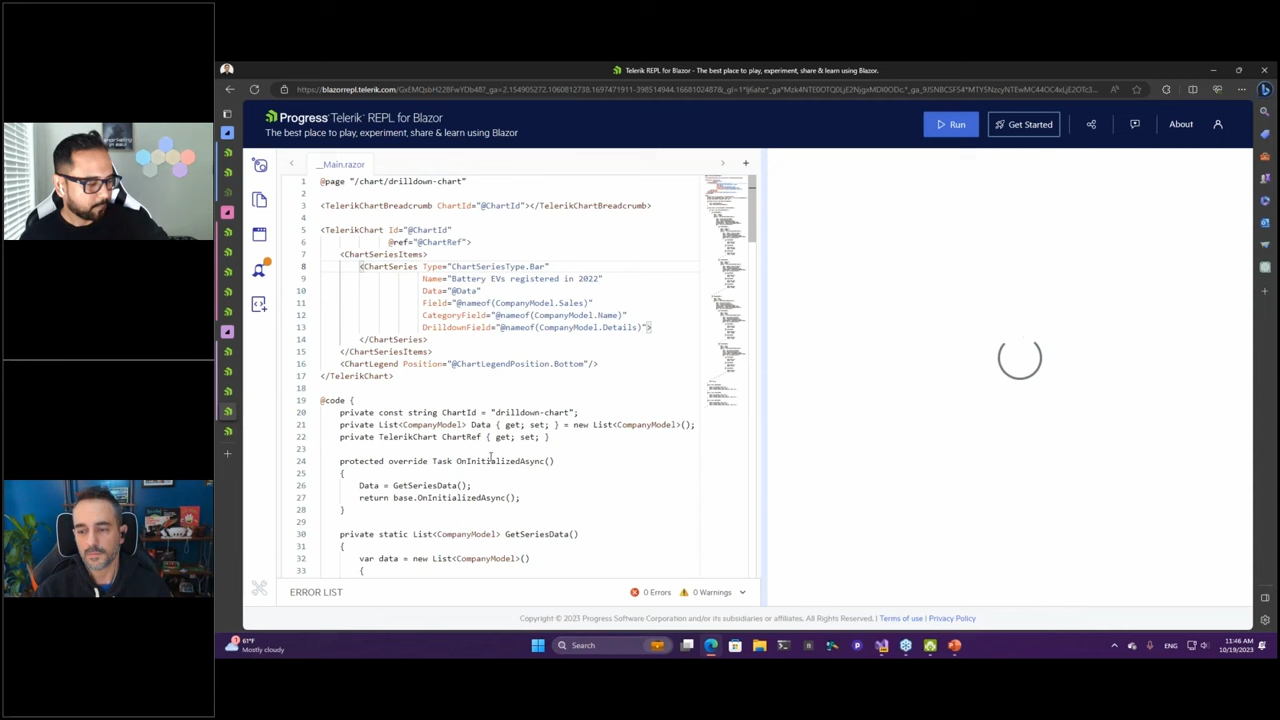 Telerik REPL for Blazor - The best place to play, experiment, share & learn using Blazor.
Progress Telerik REPL for Blazor
The best place to play, experiment, share & learn using Blazor
Run
Get Started
About
_Main.razor
1 @page "/chart/drilldown-chart"
2
3 <TelerikChartBreadcrumb ChartId="@ChartId"></TelerikChartBreadcrumb>
4
5 <TelerikChart Id="@ChartId"
6 @ref="@ChartRef">
7 <ChartSeriesItems>
8 <ChartSeries Type="ChartSeriesType.Bar"
9 Name="Battery EVs registered in 2022"
10 Data="@Data"
11 Field="@nameof(CompanyModel.Sales)"
12 CategoryField="@nameof(CompanyModel.Name)"
13 DrilldownField="@nameof(CompanyModel.Details)">
14 </ChartSeries>
15 </ChartSeriesItems>
16 <ChartLegend Position="@ChartLegendPosition.Bottom"/>
17 </TelerikChart>
18
19 @code {
20 private const string ChartId = "drilldown-chart";
21 private List<CompanyModel> Data { get; set; } = new List<CompanyModel>();
22 private TelerikChart ChartRef { get; set; }
23
24 protected override Task OnInitializedAsync()
25 {
26 Data = GetSeriesData();
27 return base.OnInitializedAsync();
28 }
29
30 private static List<CompanyModel> GetSeriesData()
31 {
32 var data = new List<CompanyModel>()
33 {
ERROR LIST
0 Errors
0 Warnings
Copyright © 2023 Progress Software Corporation and/or its subsidiaries or affiliates. All Rights Reserved. | Terms of use | Privacy Policy
61°F
Mostly cloudy
Search
ENG
11:46 AM
10/19/2023